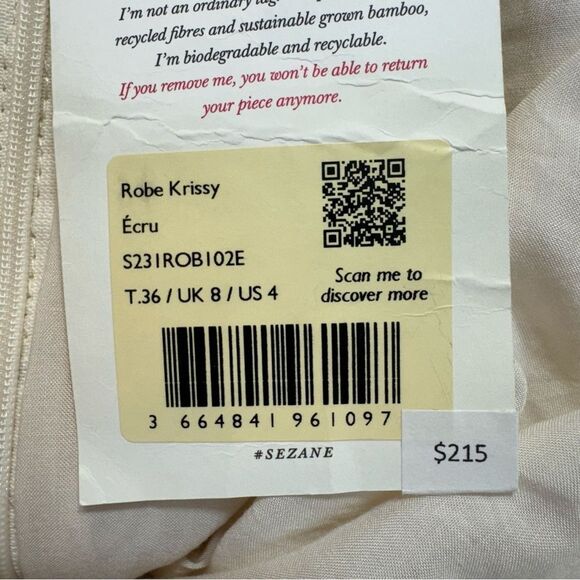 I'm not an ordinary tag
recycled fibres and sustainable grown bamboo,
I'm biodegradable and recyclable.
If you remove me, you won't be able to return
your piece anymore.
Robe Krissy
Écru
S231ROB102E
T.36 / UK 8 / US 4
Scan me to
discover more
3 664841 961097
#SEZANE
$215